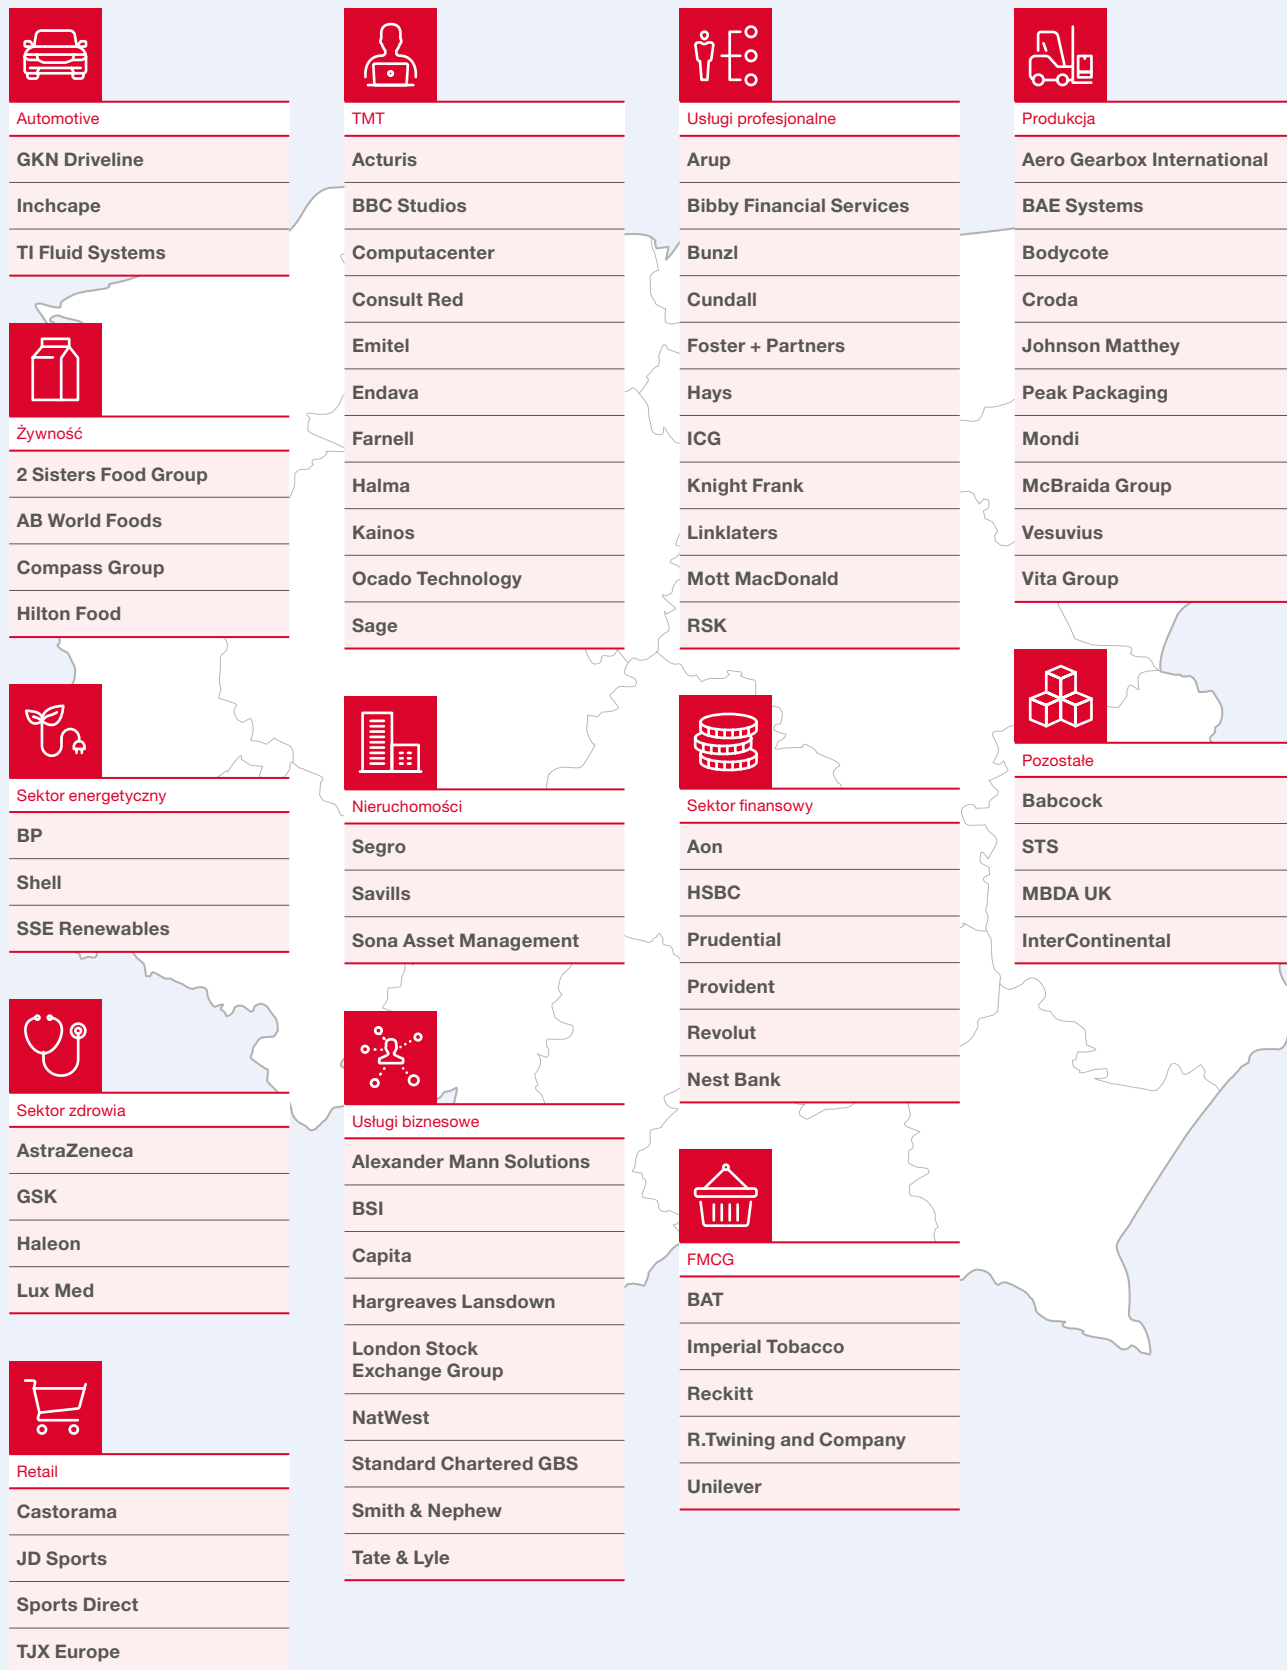 Automotive
GKN Driveline
Inchcape
TI Fluid Systems
Żywność
2 Sisters Food Group
AB World Foods
Compass Group
Hilton Food
Sektor energetyczny
BP
Shell
SSE Renewables
Sektor zdrowia
AstraZeneca
GSK
Haleon
Lux Med
Retail
Castorama
JD Sports
Sports Direct
TJX Europe
TMT
Acturis
BBC Studios
Computacenter
Consult Red
Emitel
Endava
Farnell
Halma
Kainos
Ocado Technology
Sage
Nieruchomości
Segro
Savills
Sona Asset Management
Usługi biznesowe
Alexander Mann Solutions
BSI
Capita
Hargreaves Lansdown
London Stock
Exchange Group
NatWest
Standard Chartered GBS
Smith & Nephew
Tate & Lyle
Usługi profesjonalne
Arup
Bibby Financial Services
Bunzl
Cundall
Foster + Partners
Hays
ICG
Knight Frank
Linklaters
Mott MacDonald
RSK
Sektor finansowy
Aon
HSBC
Prudential
Provident
Revolut
Nest Bank
FMCG
BAT
Imperial Tobacco
Reckitt
R.Twining and Company
Unilever
Produkcja
Aero Gearbox International
BAE Systems
Bodycote
Croda
Johnson Matthey
Peak Packaging
Mondi
McBraida Group
Vesuvius
Vita Group
Pozostałe
Babcock
STS
MBDA UK
InterContinental